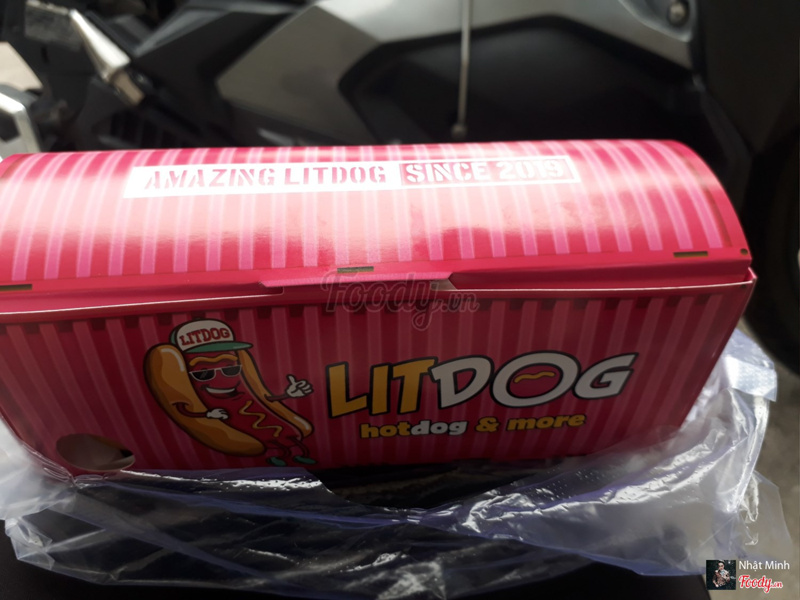 AMAZING LITDOG SINCE 2019
Foody.vn
LITDOG
LITDOG
hotdog & more
Nhật Minh
Foody.vn